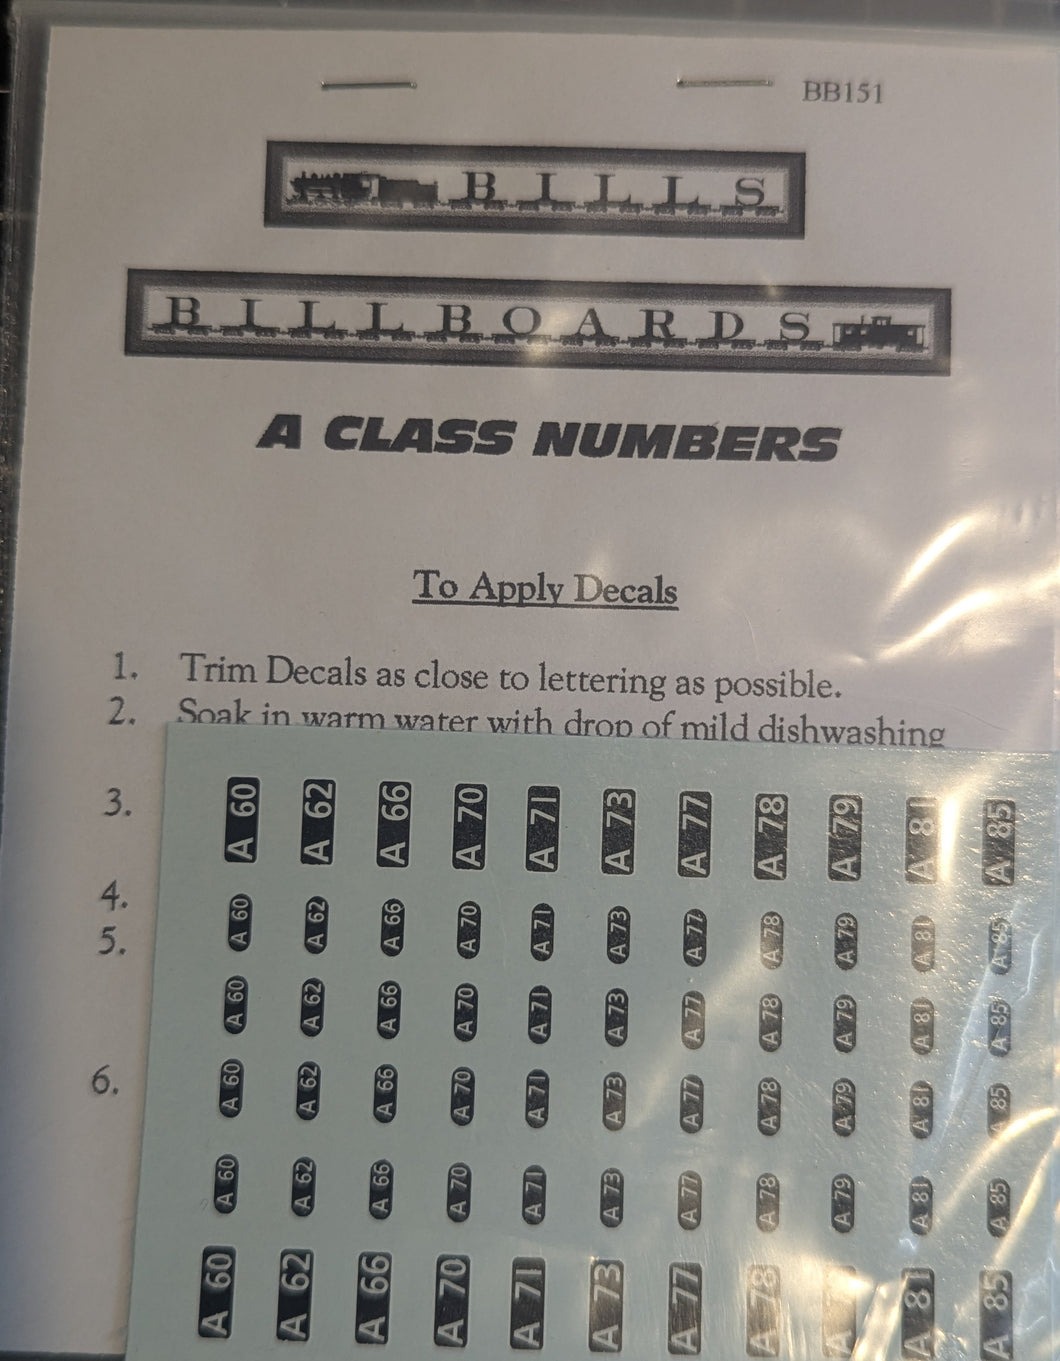 BB151
BILLS
BILLBOARDS
A CLASS NUMBERS
To Apply Decals
1. Trim Decals as close to lettering as possible.
2. Soak in warm water with drop of mild dishwashing
3.
4.
5.
6.
A 60 A 62 A 66 A 70 A 71 A 73 A 77 A 78 A 79 A 81 A 85
A 60 A 62 A 66 A 70 A 71 A 73 A 77 A 78 A 79 A 81 A 85
A 60 A 62 A 66 A 70 A 71 A 73 A 77 A 78 A 79 A 81 A 85
A 60 A 62 A 66 A 70 A 71 A 73 A 77 A 78 A 79 A 81 A 85
A 60 A 62 A 66 A 70 A 71 A 73 A 77 A 78 A 79 A 81 A 85
A 60 A 62 A 66 A 70 A 71 A 73 A 77 A 78 A A 81 A 85